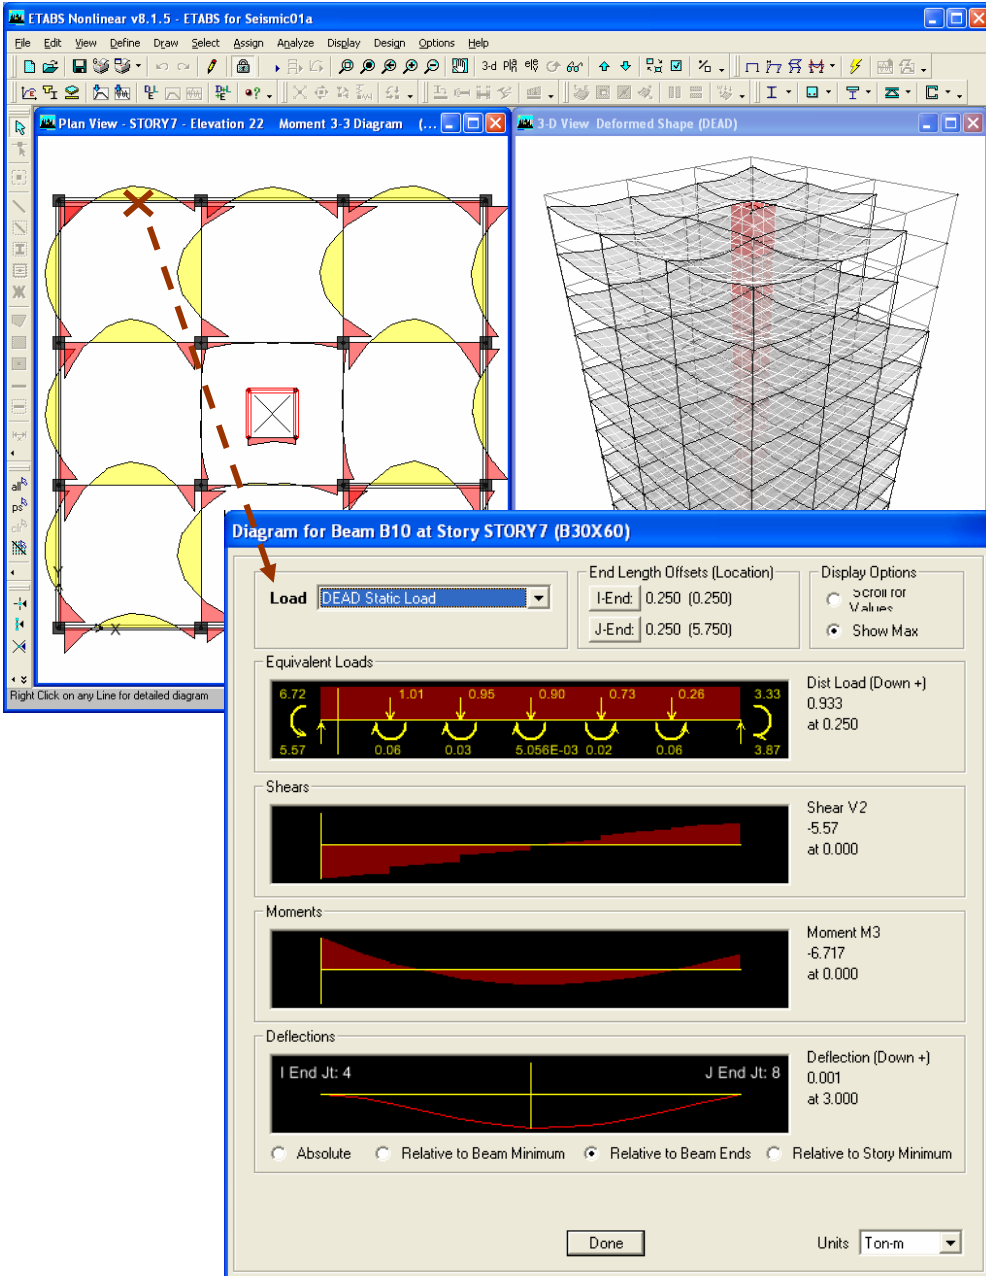 ETABS Nonlinear v8.1.5 - ETABS for Seismic01a
File Edit View Define Draw Select Assign Analyze Display Design Options Help
3-d
Plan View - STORY7 - Elevation 22 Moment 3-3 Diagram (...
3-D View Deformed Shape (DEAD)
all
ps
clr
Y
X
Right Click on any Line for detailed diagram
Diagram for Beam B10 at Story STORY7 (B30X60)
Load DEAD Static Load
End Length Offsets (Location)
I-End: 0.250 (0.250)
J-End: 0.250 (5.750)
Display Options
Scroll for Values
Show Max
Equivalent Loads
6.72 1.01 0.95 0.90 0.73 0.26 3.33
5.57 0.06 0.03 5.056E-03 0.02 0.06 3.87
Dist Load (Down +)
0.933
at 0.250
Shears
Shear V2
-5.57
at 0.000
Moments
Moment M3
-6.717
at 0.000
Deflections
I End Jt: 4
J End Jt: 8
Deflection (Down +)
0.001
at 3.000
Absolute Relative to Beam Minimum Relative to Beam Ends Relative to Story Minimum
Done
Units Ton-m